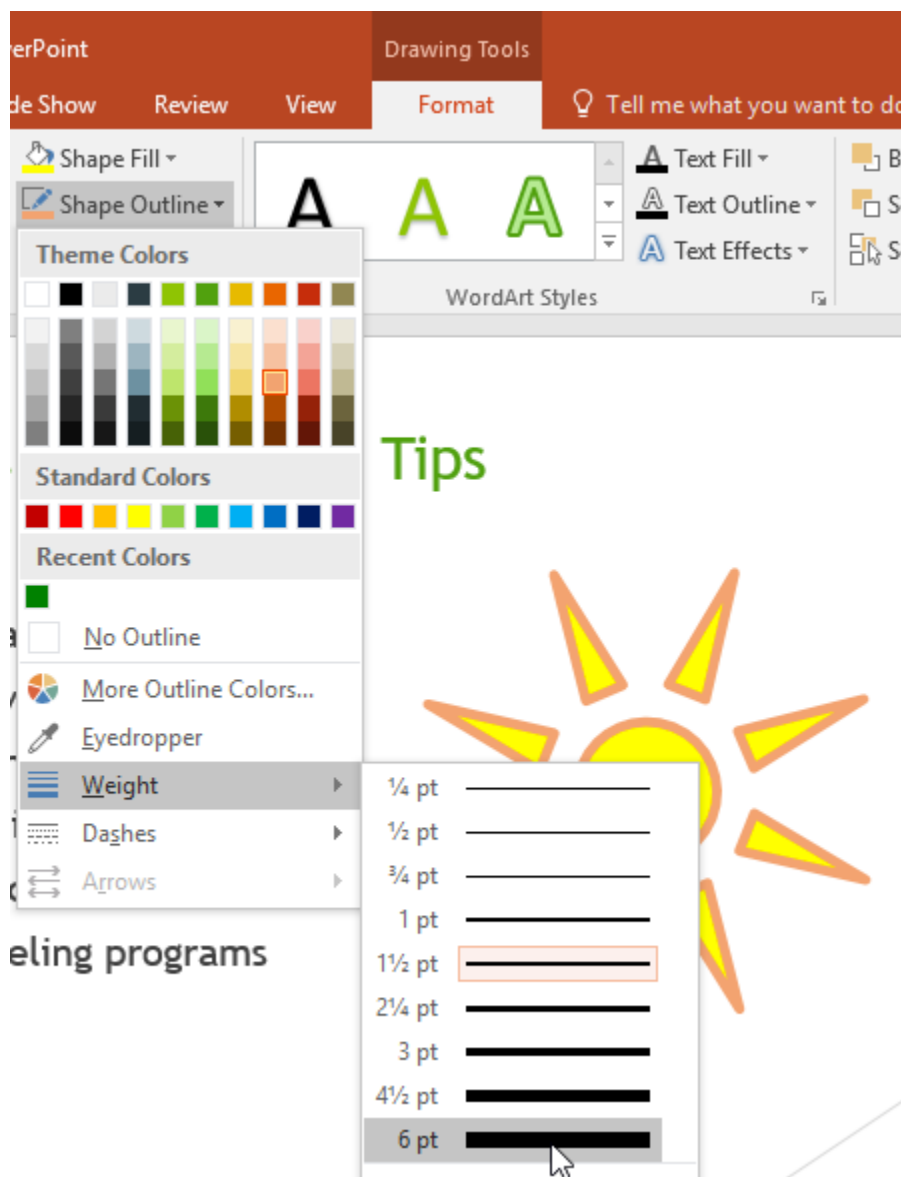 erPoint
Drawing Tools
de Show Review View Format Tell me what you want to do
Shape Fill
Shape Outline
A A A
A Text Fill
A Text Outline
A Text Effects
B
S
S
WordArt Styles
Theme Colors
Standard Colors
Recent Colors
No Outline
More Outline Colors...
Eyedropper
Weight
Dashes
Arrows
Tips
eling programs
¼ pt
½ pt
¾ pt
1 pt
1½ pt
2¼ pt
3 pt
4½ pt
6 pt